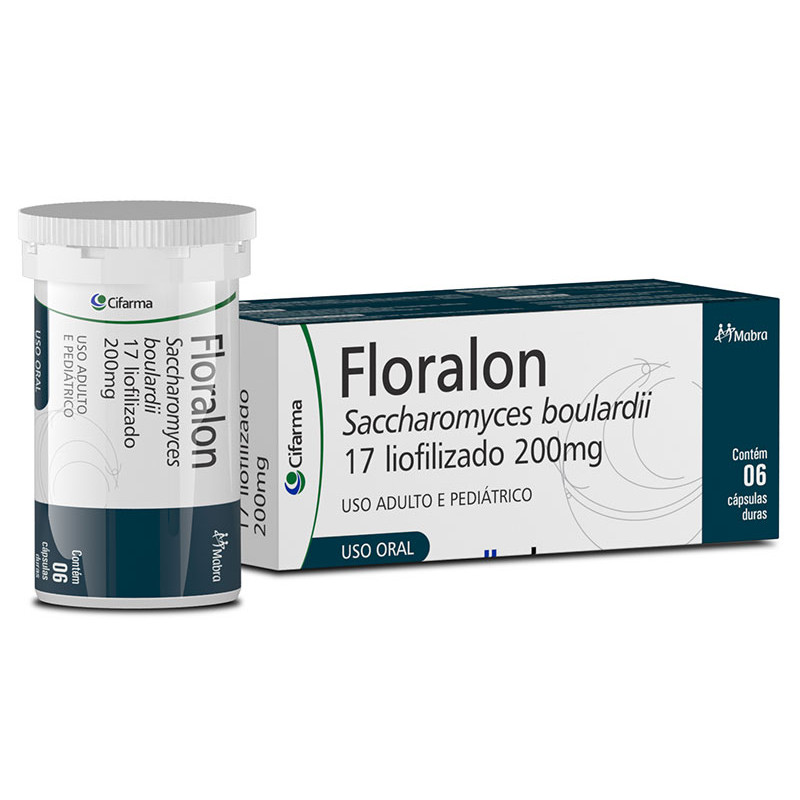 Cifarma
Floralon
Saccharomyces
boulardii
17 liofilizado
200mg
USO ADULTO
E PEDIÁTRICO
USO ORAL
Mabra
Contém
06
cápsulas
duras
17 liofilizado
200mg
Cifarma
Floralon
Saccharomyces boulardii
17 liofilizado 200mg
USO ADULTO E PEDIÁTRICO
USO ORAL
Mabra
Contém
06
cápsulas
duras